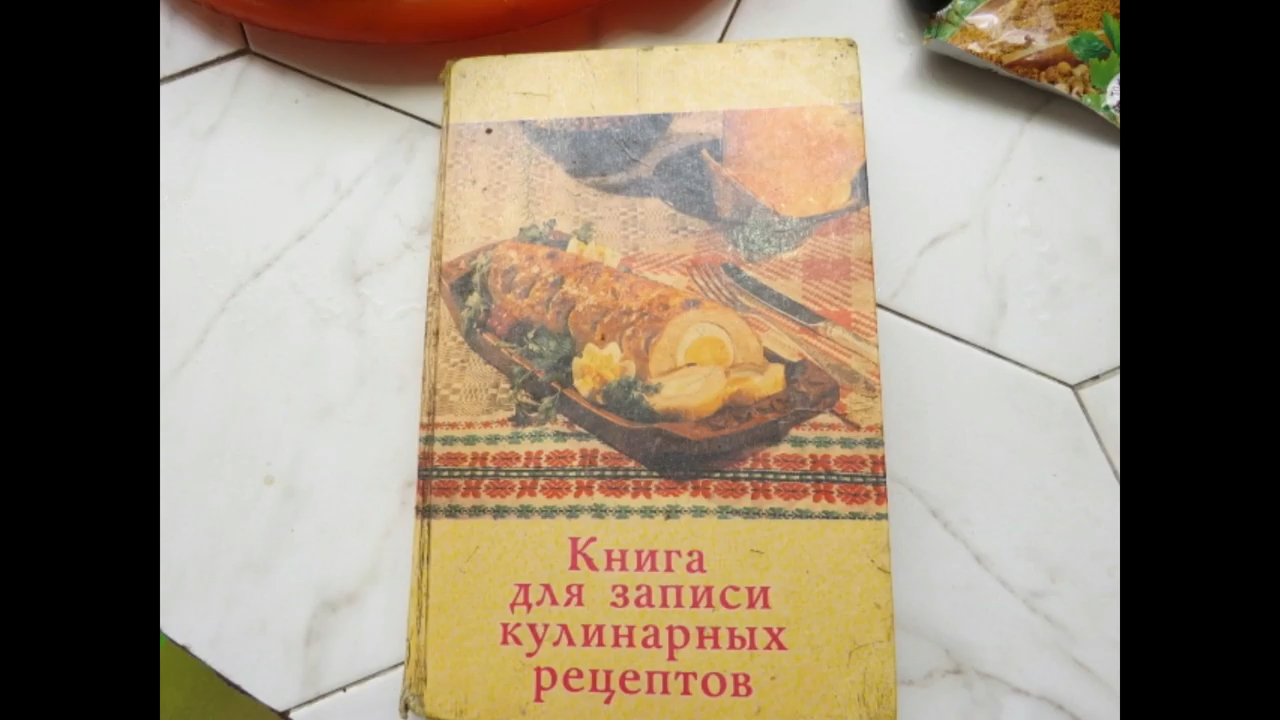 Книга
для записи
кулинарных
рецептов